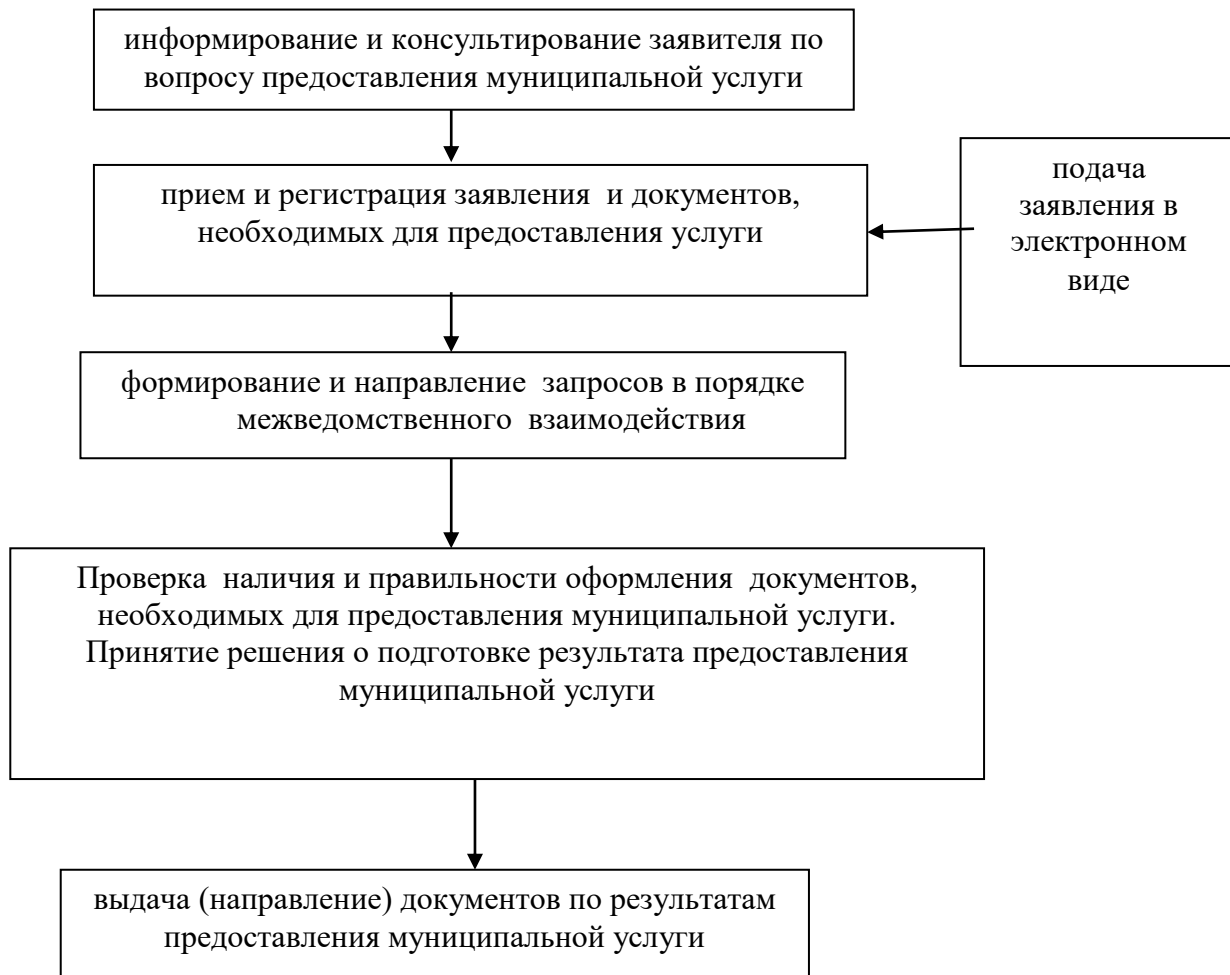 информирование и консультирование заявителя по
вопросу предоставления муниципальной услуги
прием и регистрация заявления и документов,
необходимых для предоставления услуги
подача
заявления в
электронном
виде
формирование и направление запросов в порядке
межведомственного взаимодействия
Проверка наличия и правильности оформления документов,
необходимых для предоставления муниципальной услуги.
Принятие решения о подготовке результата предоставления
муниципальной услуги
выдача (направление) документов по результатам
предоставления муниципальной услуги